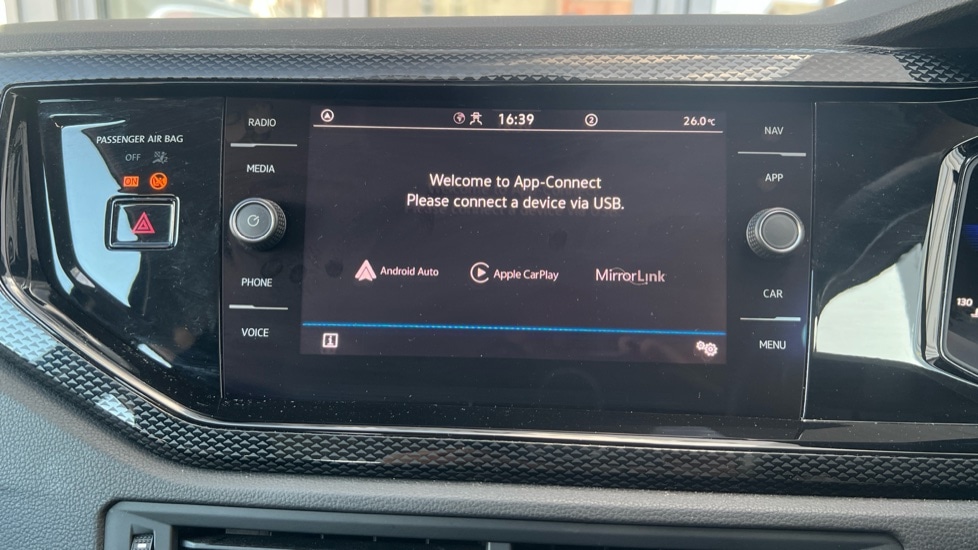 PASSENGER AIR BAG
OFF
ON
RADIO
MEDIA
PHONE
VOICE
16:39
2
26.0°C
Welcome to App-Connect
Please connect a device via USB.
Android Auto
Apple CarPlay
MirrorLink
NAV
APP
CAR
MENU
130